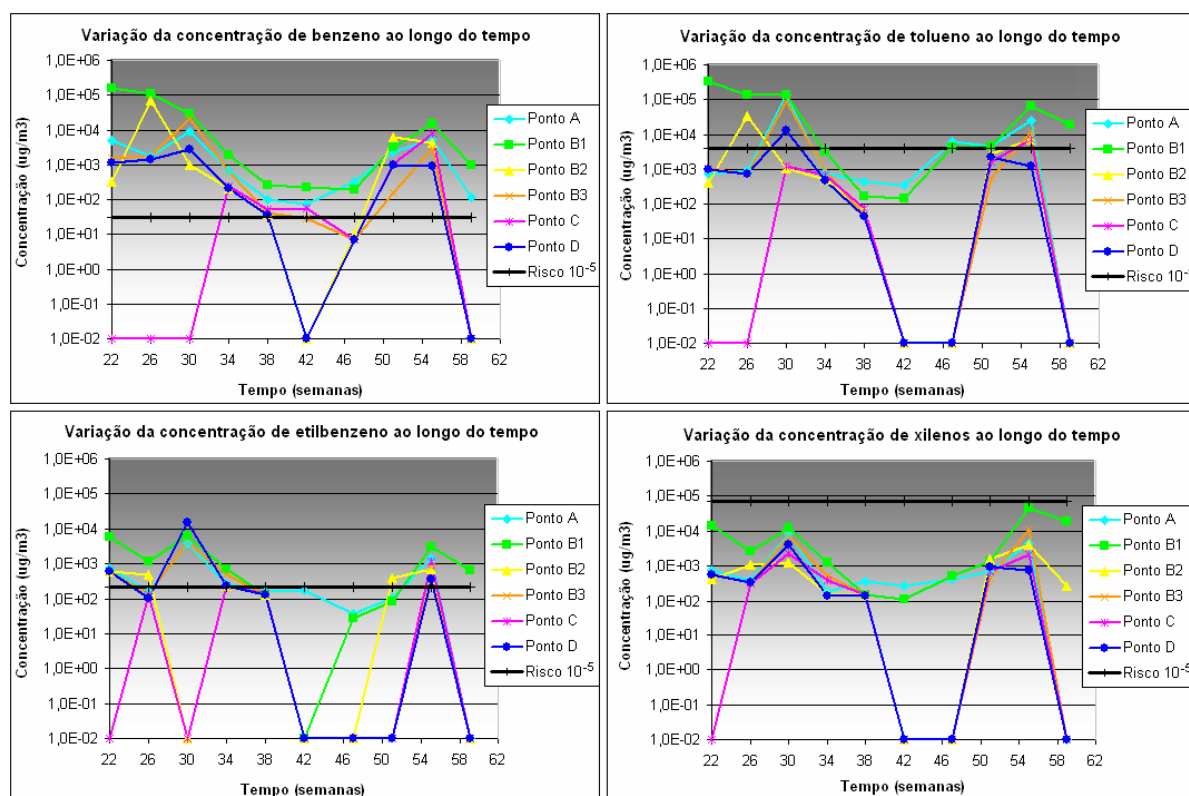 Variação da concentração de benzeno ao longo do tempo
Concentração (ug/m3)
1,0E+06
1,0E+05
1,0E+04
1,0E+03
1,0E+02
1,0E+01
1,0E+00
1,0E-01
1,0E-02
22 26 30 34 38 42 46 50 54 58 62
Tempo (semanas)
Ponto A
Ponto B1
Ponto B2
Ponto B3
Ponto C
Ponto D
Risco 10⁻⁵
Variação da concentração de tolueno ao longo do tempo
Concentração (ug/m3)
1,0E+06
1,0E+05
1,0E+04
1,0E+03
1,0E+02
1,0E+01
1,0E+00
1,0E-01
1,0E-02
22 26 30 34 38 42 46 50 54 58 62
Tempo (semanas)
Ponto A
Ponto B1
Ponto B2
Ponto B3
Ponto C
Ponto D
Risco 10⁻⁵
Variação da concentração de etilbenzeno ao longo do tempo
Concentração (ug/m3)
1,0E+06
1,0E+05
1,0E+04
1,0E+03
1,0E+02
1,0E+01
1,0E+00
1,0E-01
1,0E-02
22 26 30 34 38 42 46 50 54 58 62
Tempo (semanas)
Ponto A
Ponto B1
Ponto B2
Ponto B3
Ponto C
Ponto D
Risco 10⁻⁵
Variação da concentração de xilenos ao longo do tempo
Concentração (ug/m3)
1,0E+06
1,0E+05
1,0E+04
1,0E+03
1,0E+02
1,0E+01
1,0E+00
1,0E-01
1,0E-02
22 26 30 34 38 42 46 50 54 58 62
Tempo (semanas)
Ponto A
Ponto B1
Ponto B2
Ponto B3
Ponto C
Ponto D
Risco 10⁻⁵